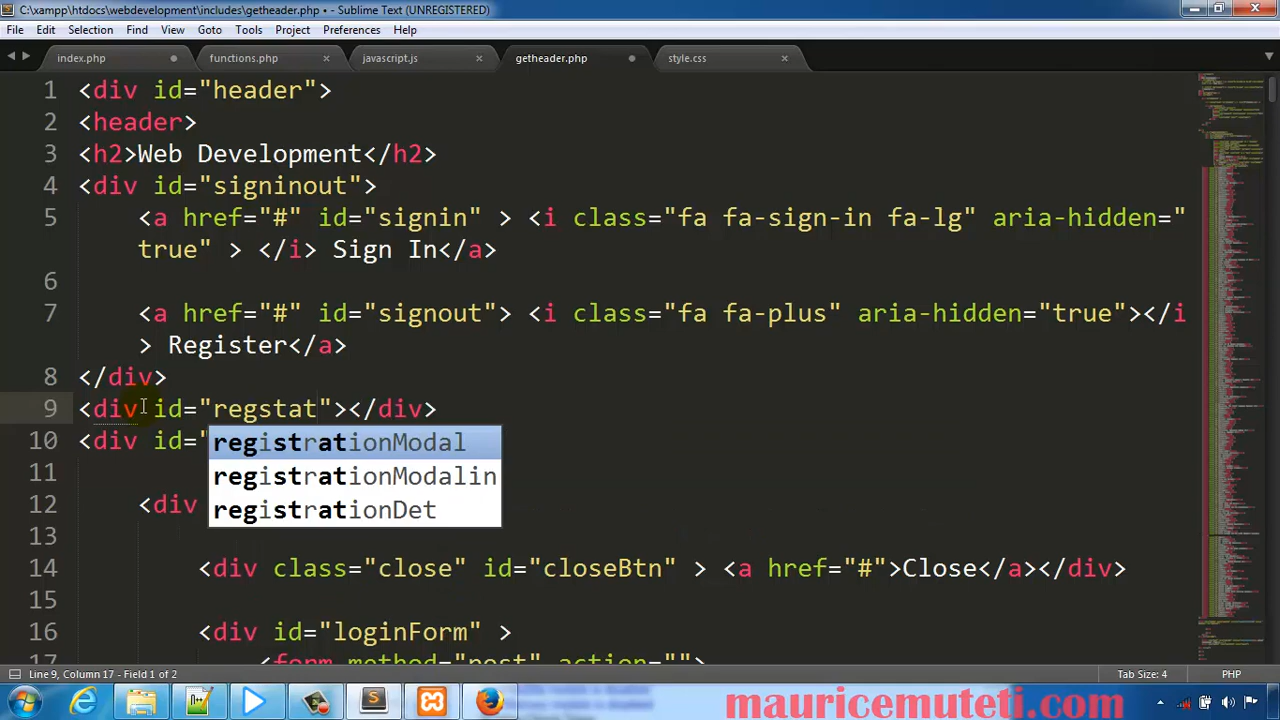 C:\xampp\htdocs\webdevelopment\includes\getheader.php • - Sublime Text (UNREGISTERED)
File Edit Selection Find View Goto Tools Project Preferences Help
index.php functions.php javascript.js getheader.php style.css
1 <div id="header">
2 <header>
3 <h2>Web Development</h2>
4 <div id="signinout">
5 <a href="#" id="signin" > <i class="fa fa-sign-in fa-lg" aria-hidden="
true" > </i> Sign In</a>
6
7 <a href="#" id="signout"><i class="fa fa-plus" aria-hidden="true"></i
> Register</a>
8 </div>
9 <div id="regstat"></div>
10 <div id="
registrationModal
11
registrationModalin
12 <div
registrationDet
13
14 <div class="close" id="closeBtn" > <a href="#">Close</a></div>
15
16 <div id="loginForm" >
17 <form method="post" action="">
Line 9, Column 17 - Field 1 of 2 Tab Size: 4 PHP
mauricemuteti.com